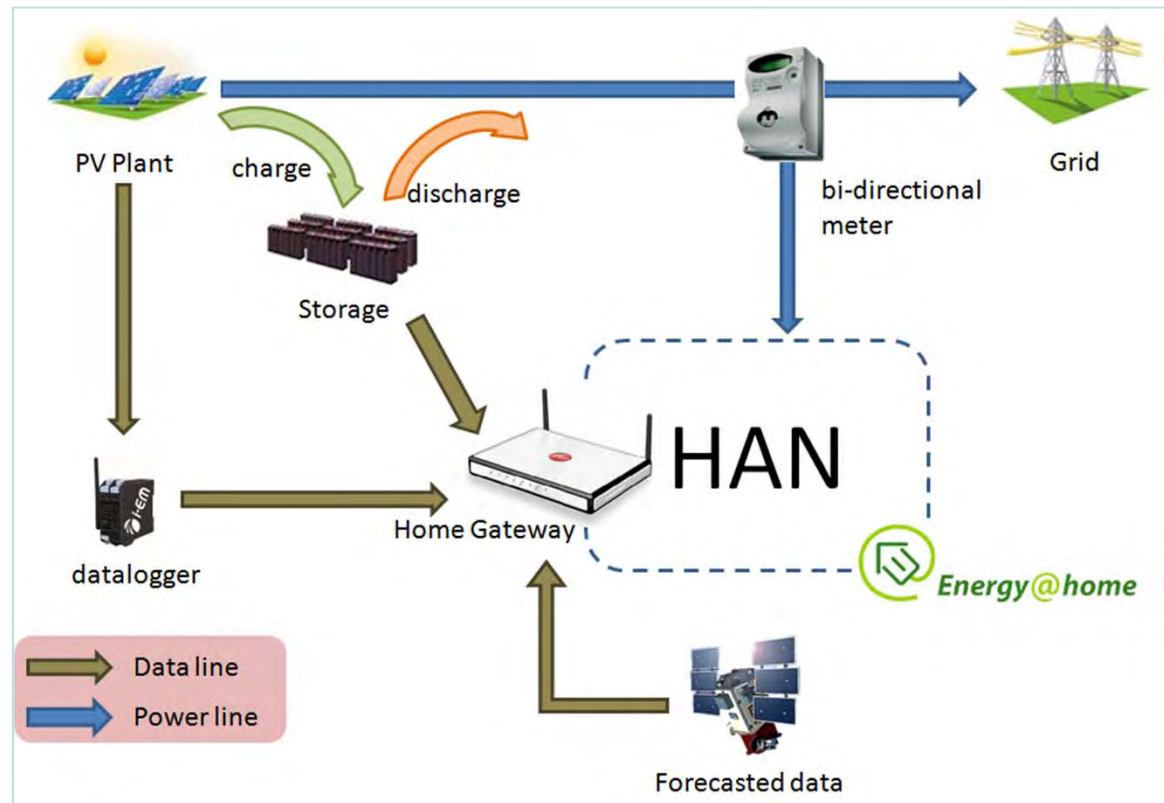 PV Plant
charge
discharge
bi-directional
meter
Grid
Storage
HAN
Home Gateway
i-EM
datalogger
Energy@home
Data line
Power line
Forecasted data